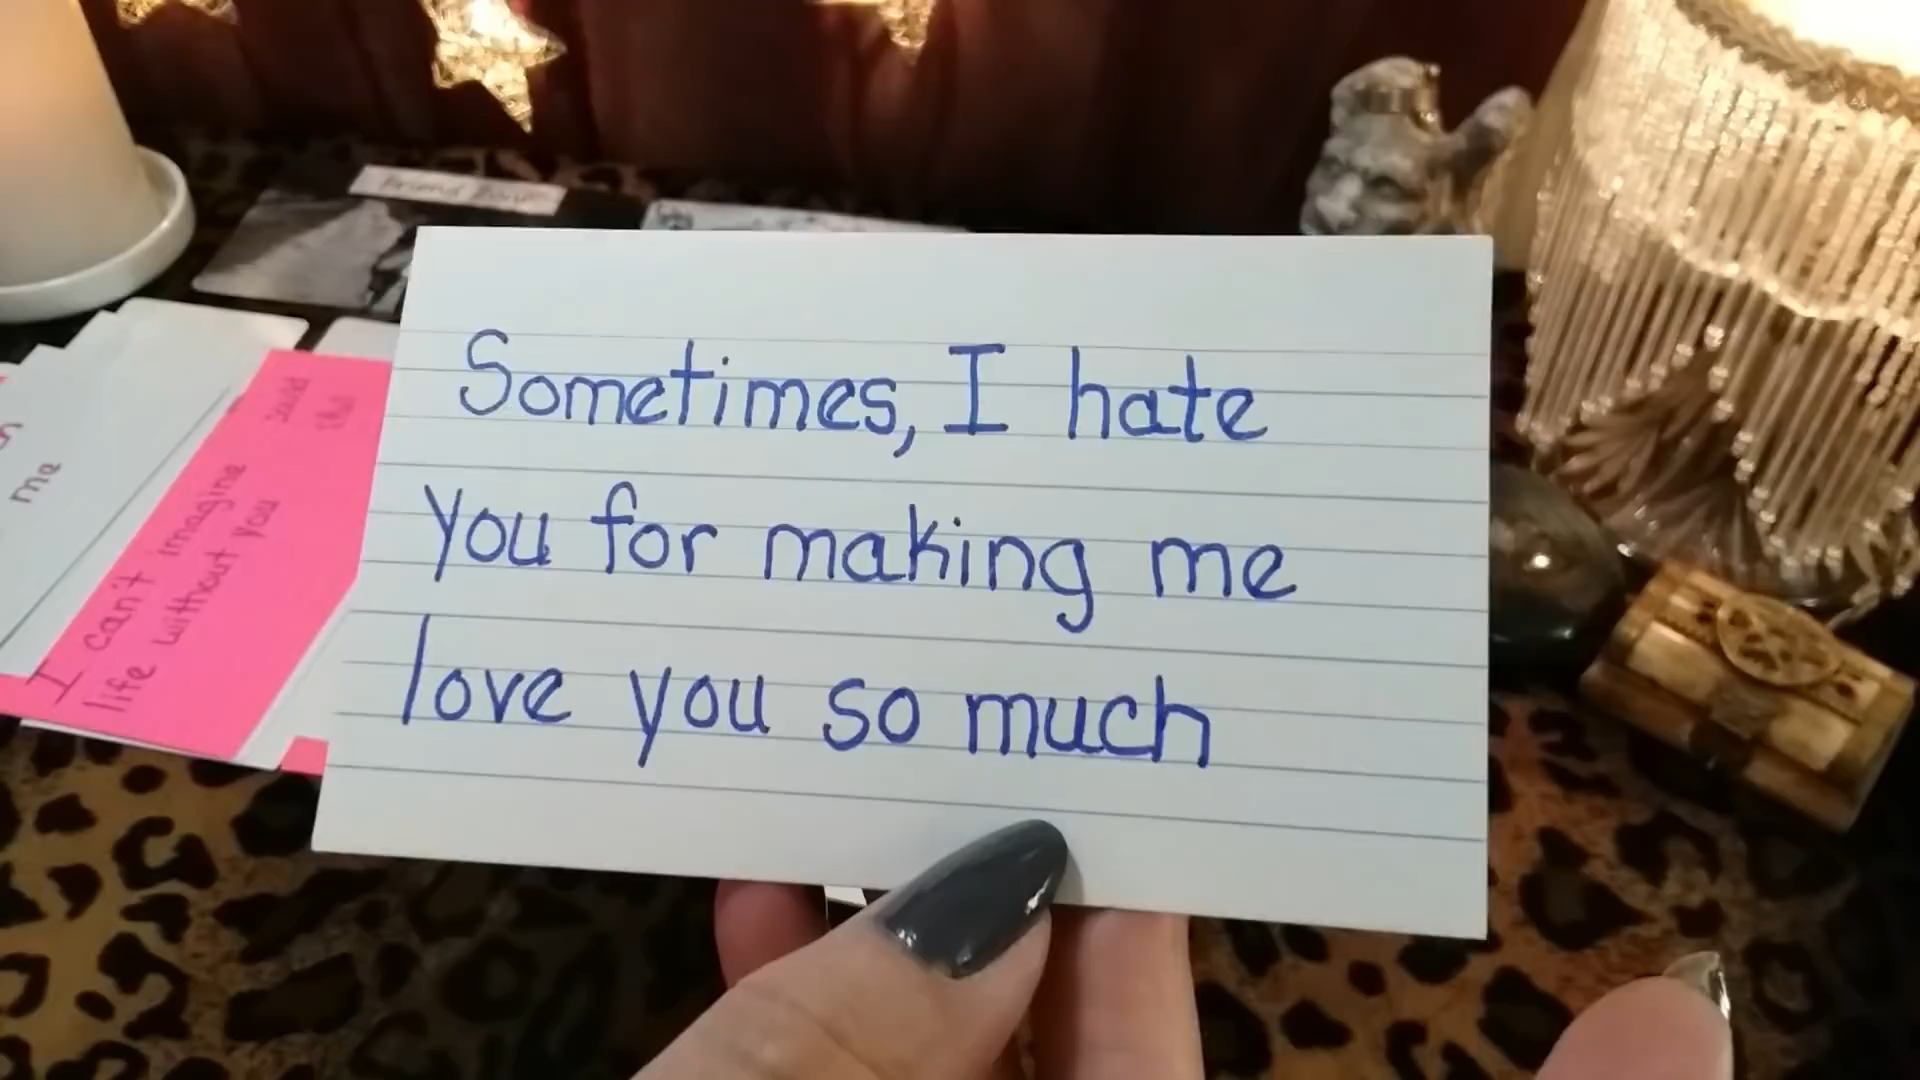 Sometimes, I hate
you for making me
love you so much
I can't imagine
life without you
me